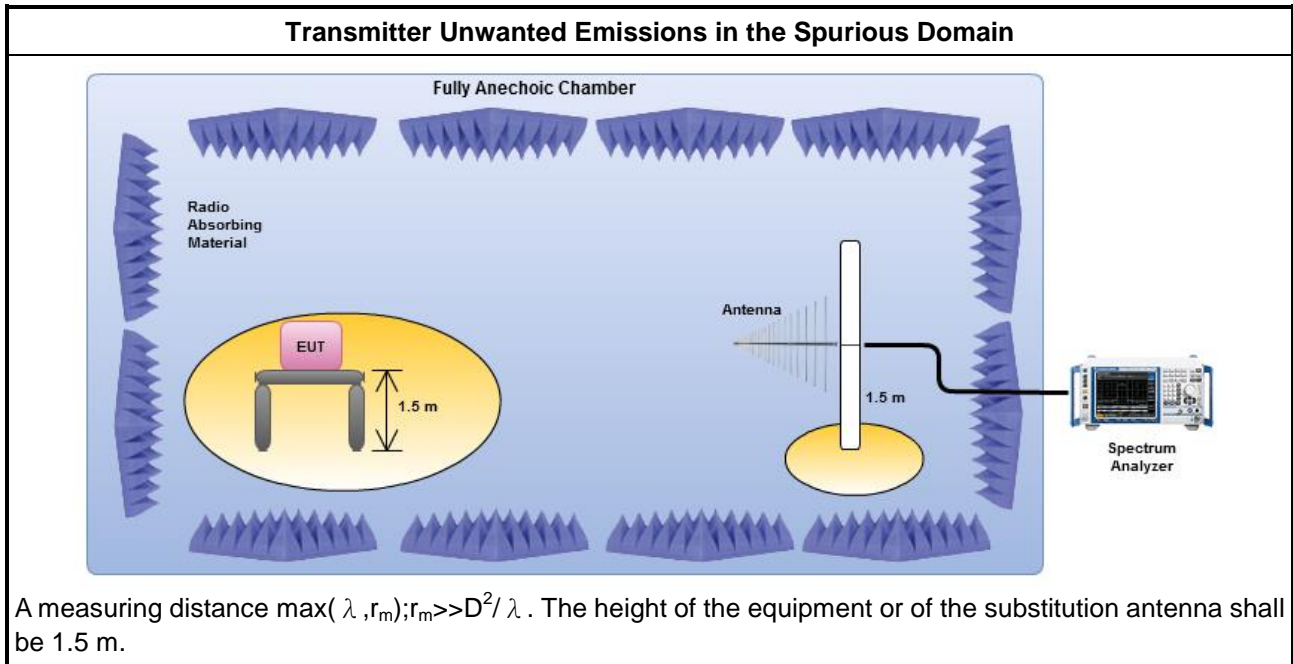 Transmitter Unwanted Emissions in the Spurious Domain
Fully Anechoic Chamber
Radio
Absorbing
Material
Antenna
EUT
1.5 m
1.5 m
Spectrum
Analyzer
A measuring distance max( λ ,rm);rm>>D²/ λ . The height of the equipment or of the substitution antenna shall
be 1.5 m.